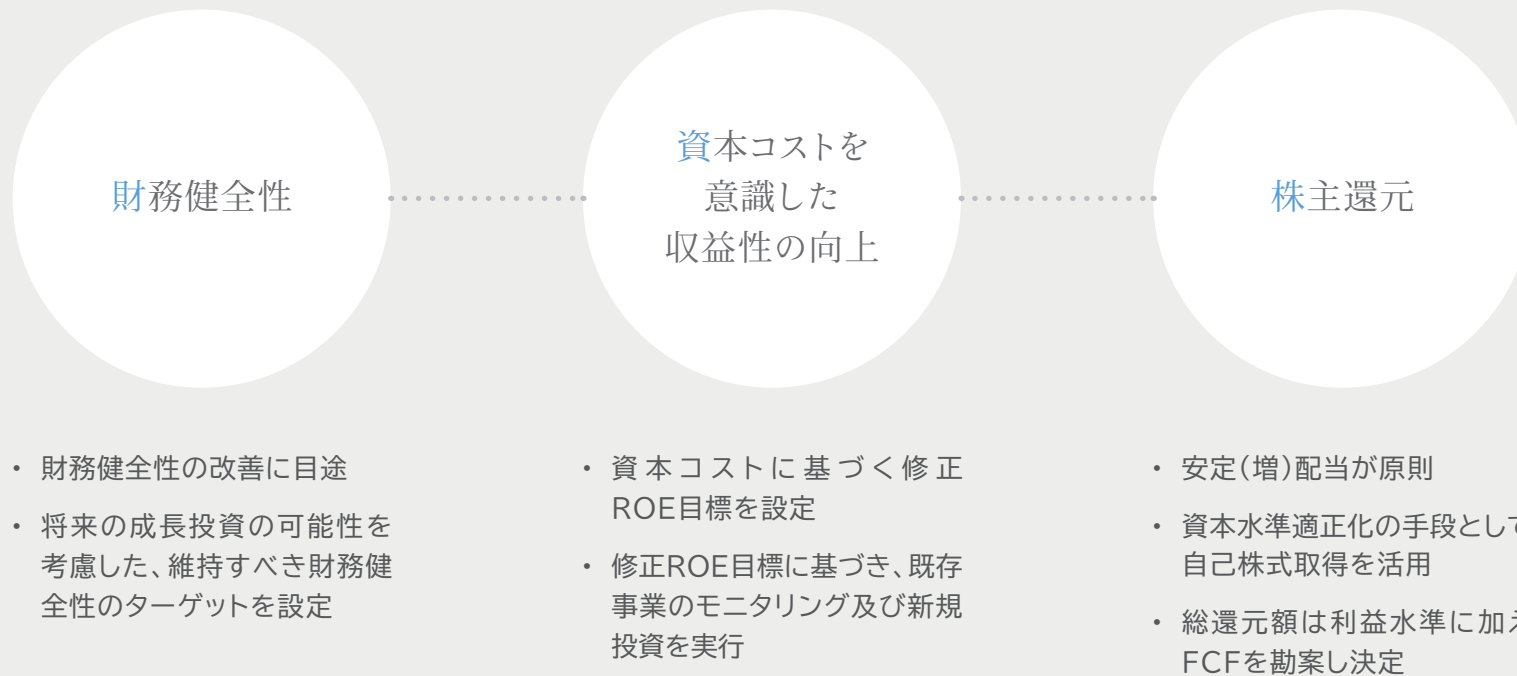 財務健全性
資本コストを
意識した
収益性の向上
株主還元
・ 財務健全性の改善に目途
・ 将来の成長投資の可能性を
考慮した、維持すべき財務健
全性のターゲットを設定
・ 資本コストに基づく修正
ROE目標を設定
・ 修正ROE目標に基づき、既存
事業のモニタリング及び新規
投資を実行
・ 安定(増)配当が原則
・ 資本水準適正化の手段として
自己株式取得を活用
・ 総還元額は利益水準に加え
FCFを勘案し決定